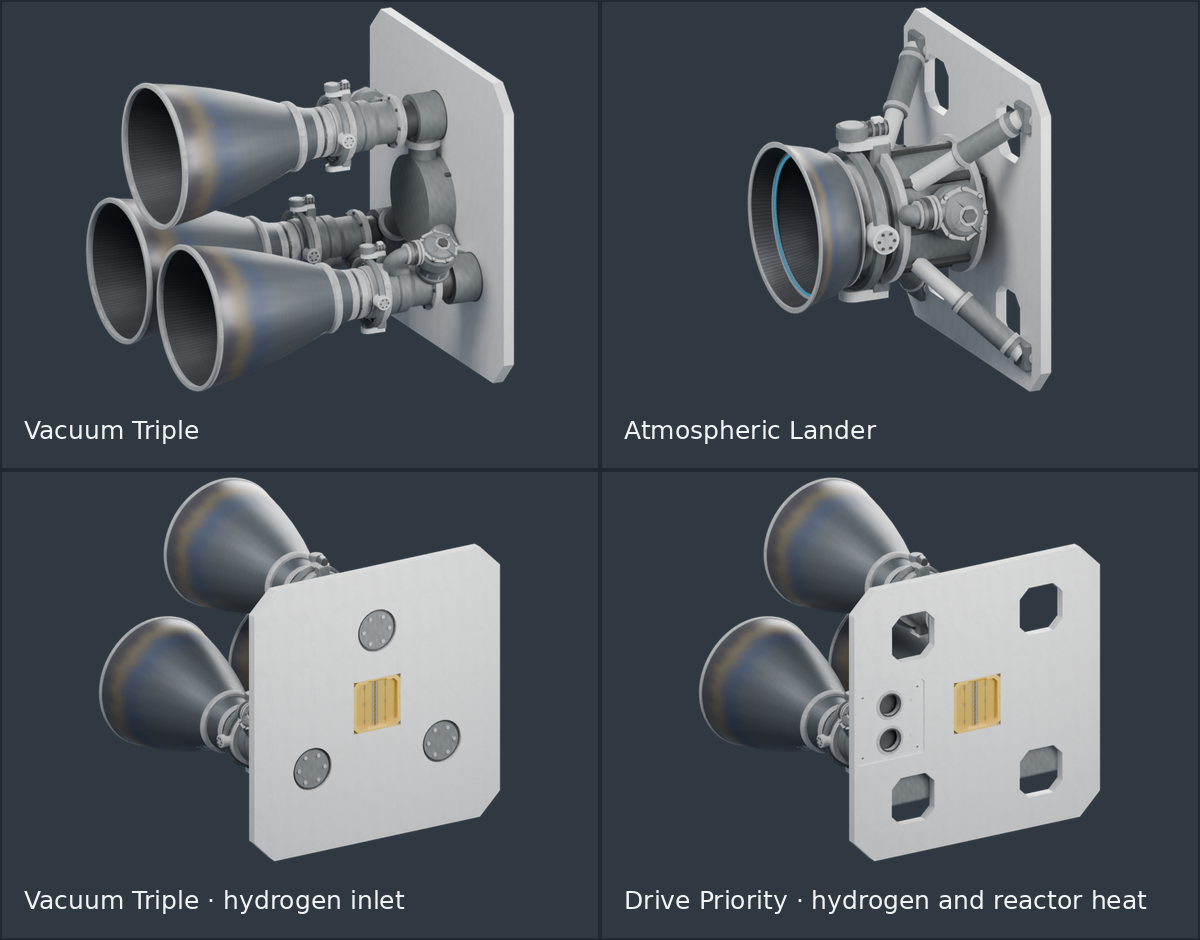 Vacuum Triple
Atmospheric Lander
Vacuum Triple · hydrogen inlet
Drive Priority · hydrogen and reactor heat